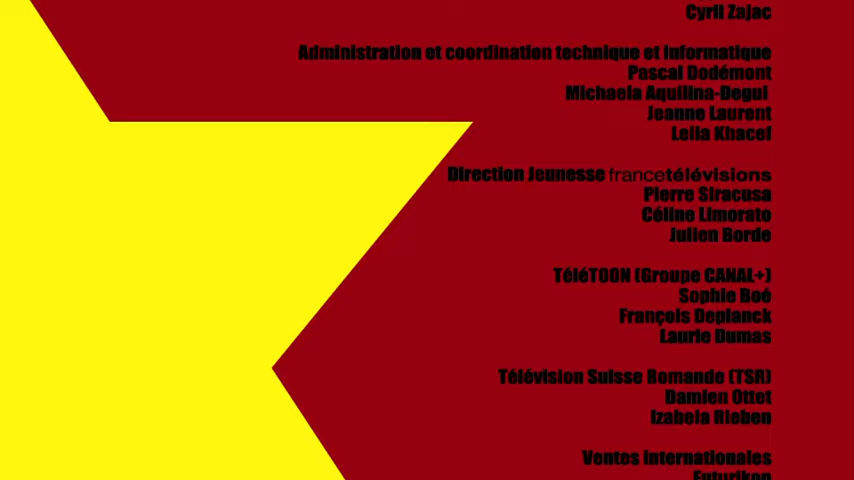 Cyril Zajac
Administration et coordination technique et informatique
Pascal Dodémont
Michaela Aquilina-Degui
Jeanne Laurent
Leila Khacef
Direction Jeunesse francetélévisions
Pierre Siracusa
Céline Limorato
Julien Borde
TéléTOON (Groupe CANAL+)
Sophie Boé
François Deplanck
Laurie Dumas
Télévision Suisse Romande (TSR)
Damien Ottet
Izabela Rieben
Ventes internationales
Futurikon